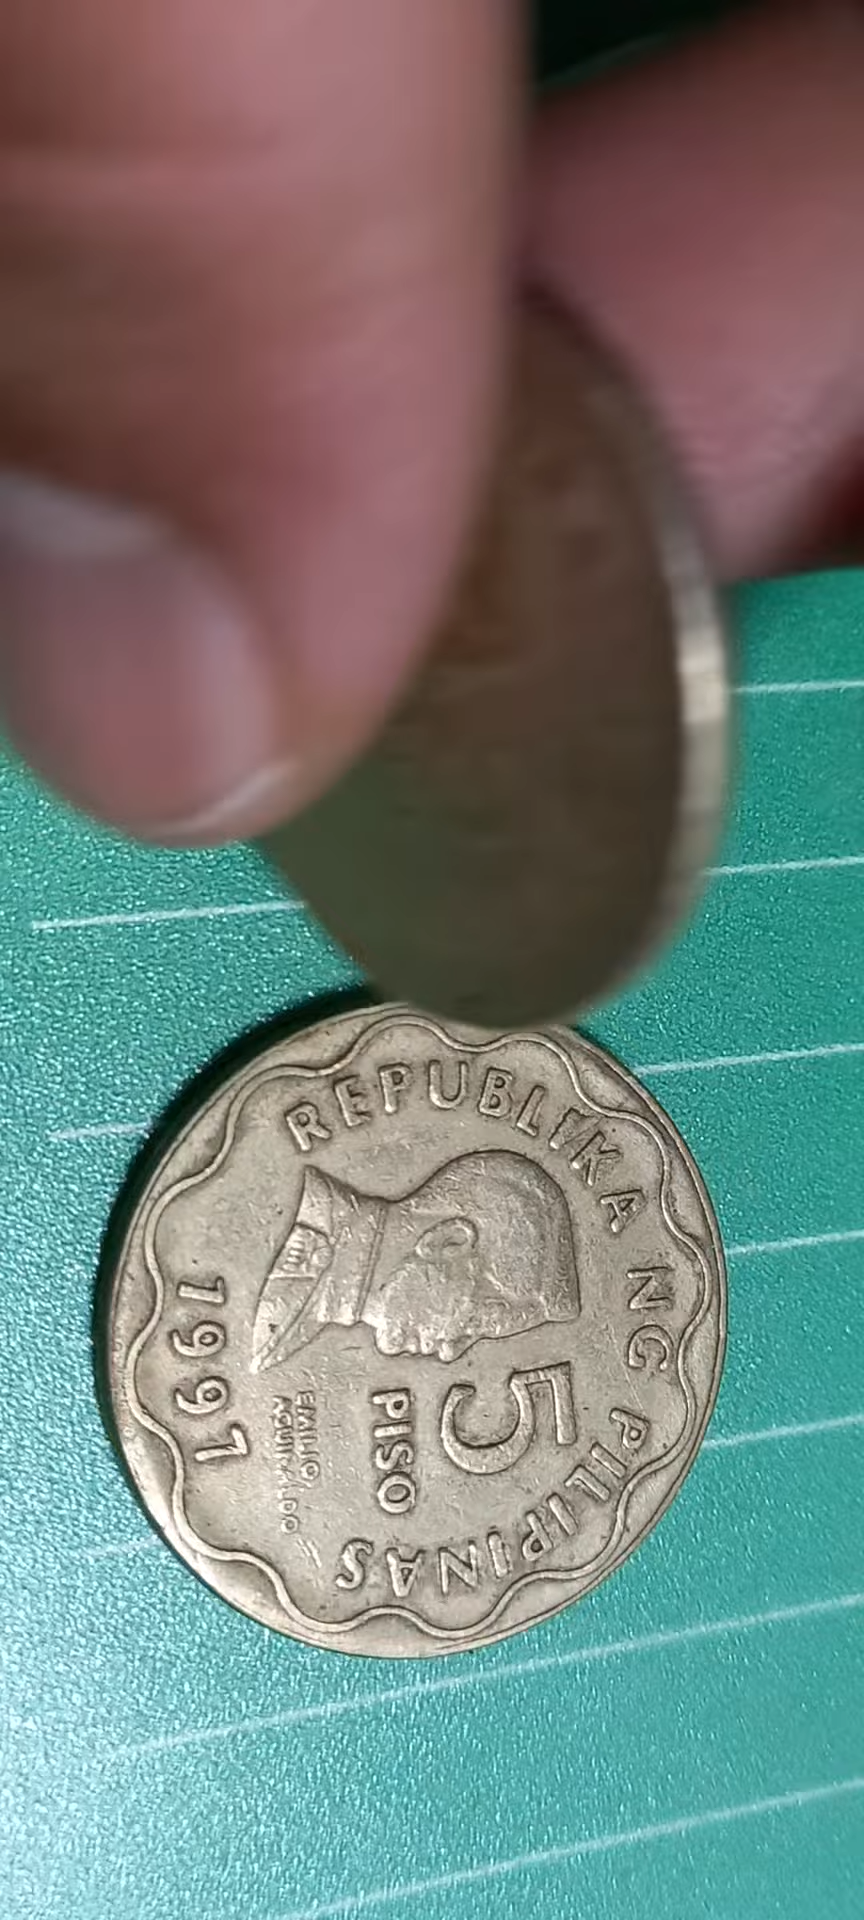 REPUBLIKA NG PILIPINAS
5
PISO
EMILIO
AGUINALDO
1991